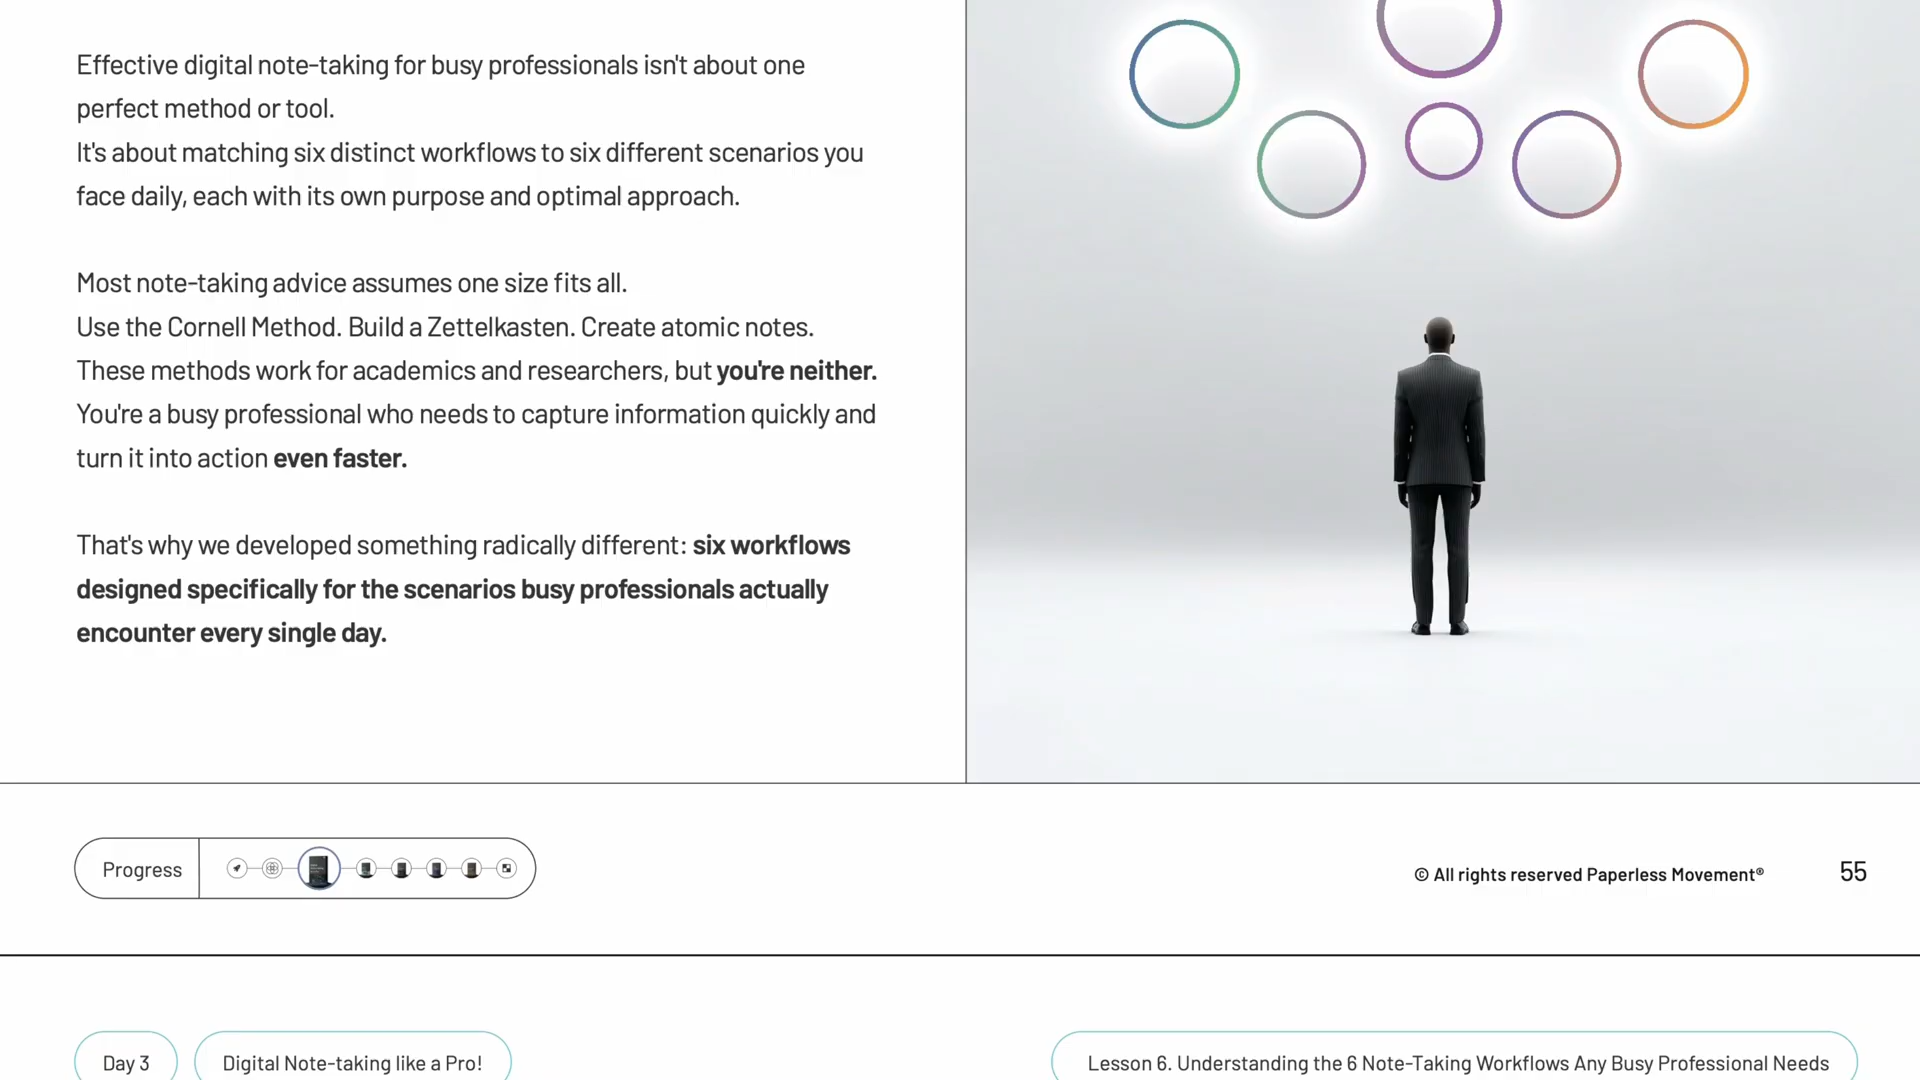 Effective digital note-taking for busy professionals isn't about one
perfect method or tool.
It's about matching six distinct workflows to six different scenarios you
face daily, each with its own purpose and optimal approach.
Most note-taking advice assumes one size fits all.
Use the Cornell Method. Build a Zettelkasten. Create atomic notes.
These methods work for academics and researchers, but you're neither.
You're a busy professional who needs to capture information quickly and
turn it into action even faster.
That's why we developed something radically different: six workflows
designed specifically for the scenarios busy professionals actually
encounter every single day.
Progress
© All rights reserved Paperless Movement®
55
Day 3
Digital Note-taking like a Pro!
Lesson 6. Understanding the 6 Note-Taking Workflows Any Busy Professional Needs